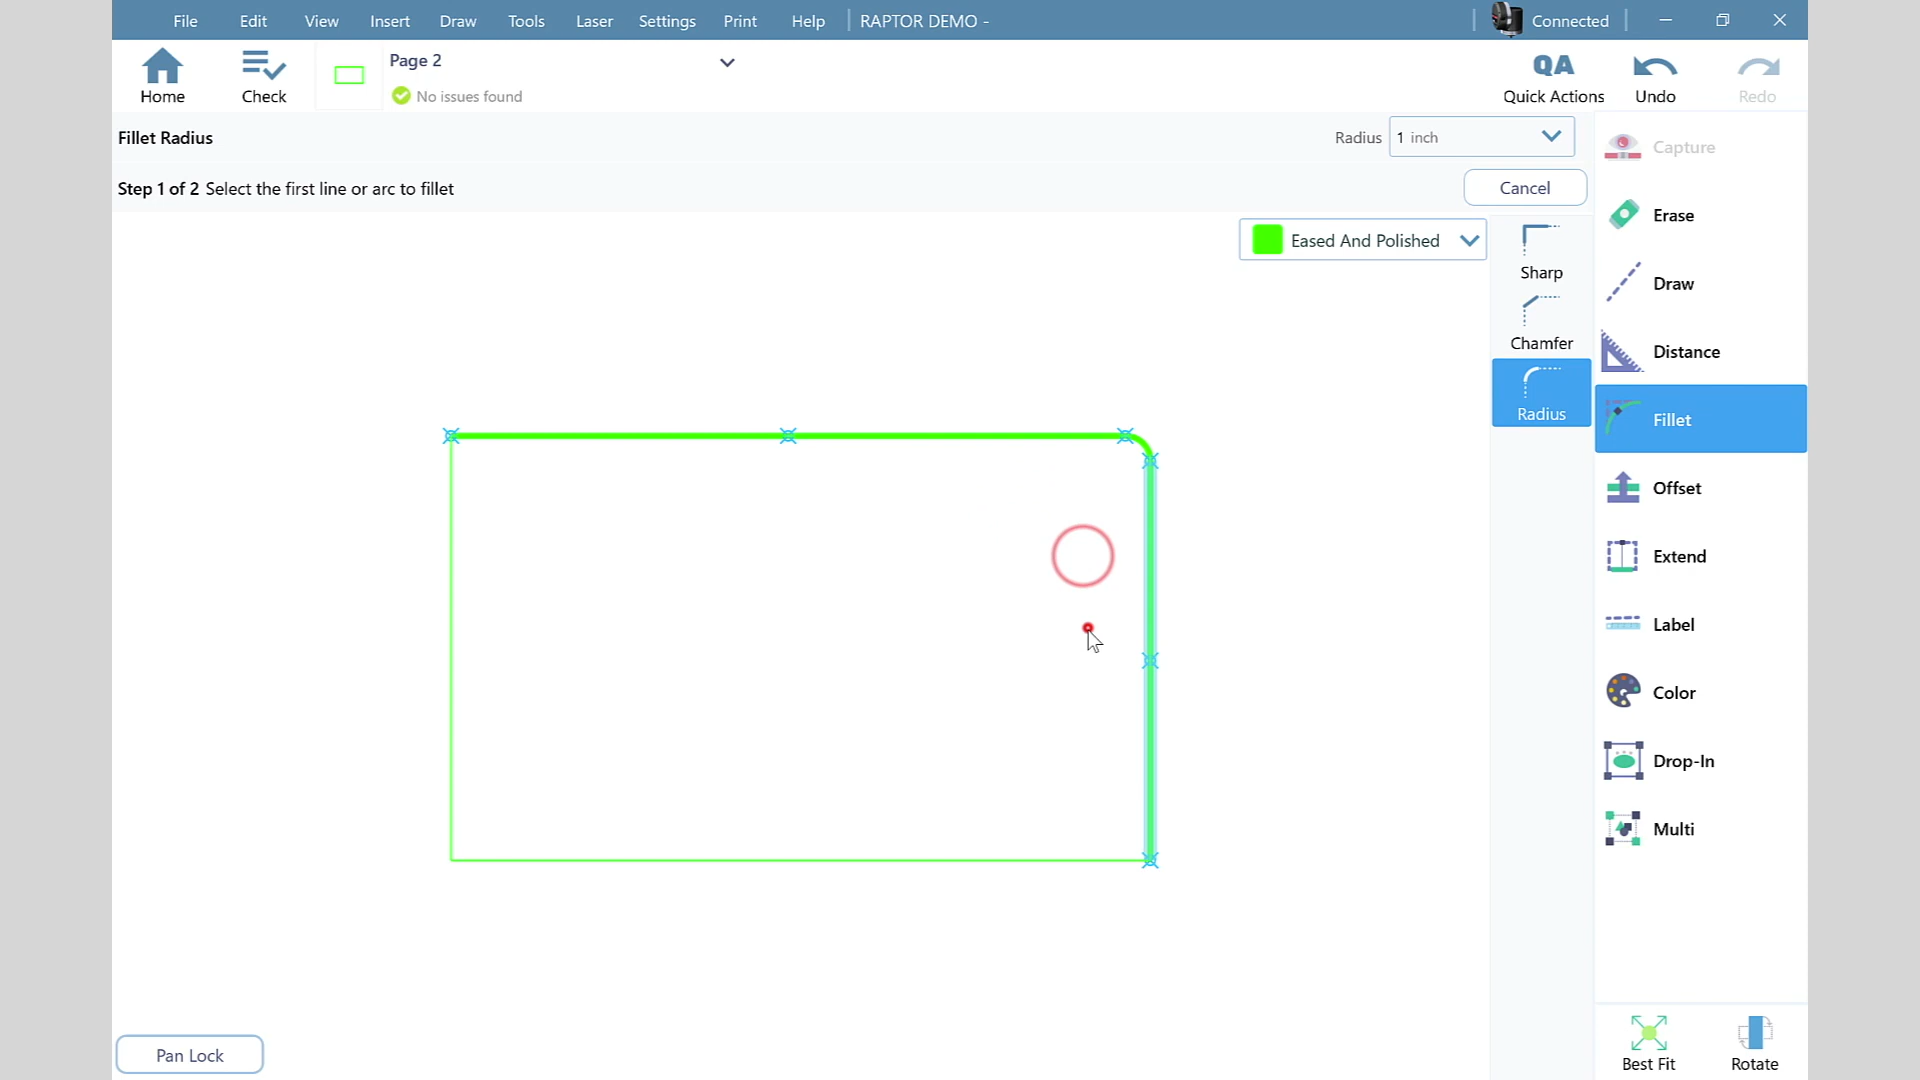 File Edit View Insert Draw Tools Laser Settings Print Help RAPTOR DEMO - Connected
Home
Check
Page 2
No issues found
QA
Quick Actions
Undo
Redo
Fillet Radius
Radius 1 inch
Step 1 of 2 Select the first line or arc to fillet
Cancel
Eased And Polished
Sharp
Chamfer
Radius
Capture
Erase
Draw
Distance
Fillet
Offset
Extend
Label
Color
Drop-In
Multi
Pan Lock
Best Fit
Rotate